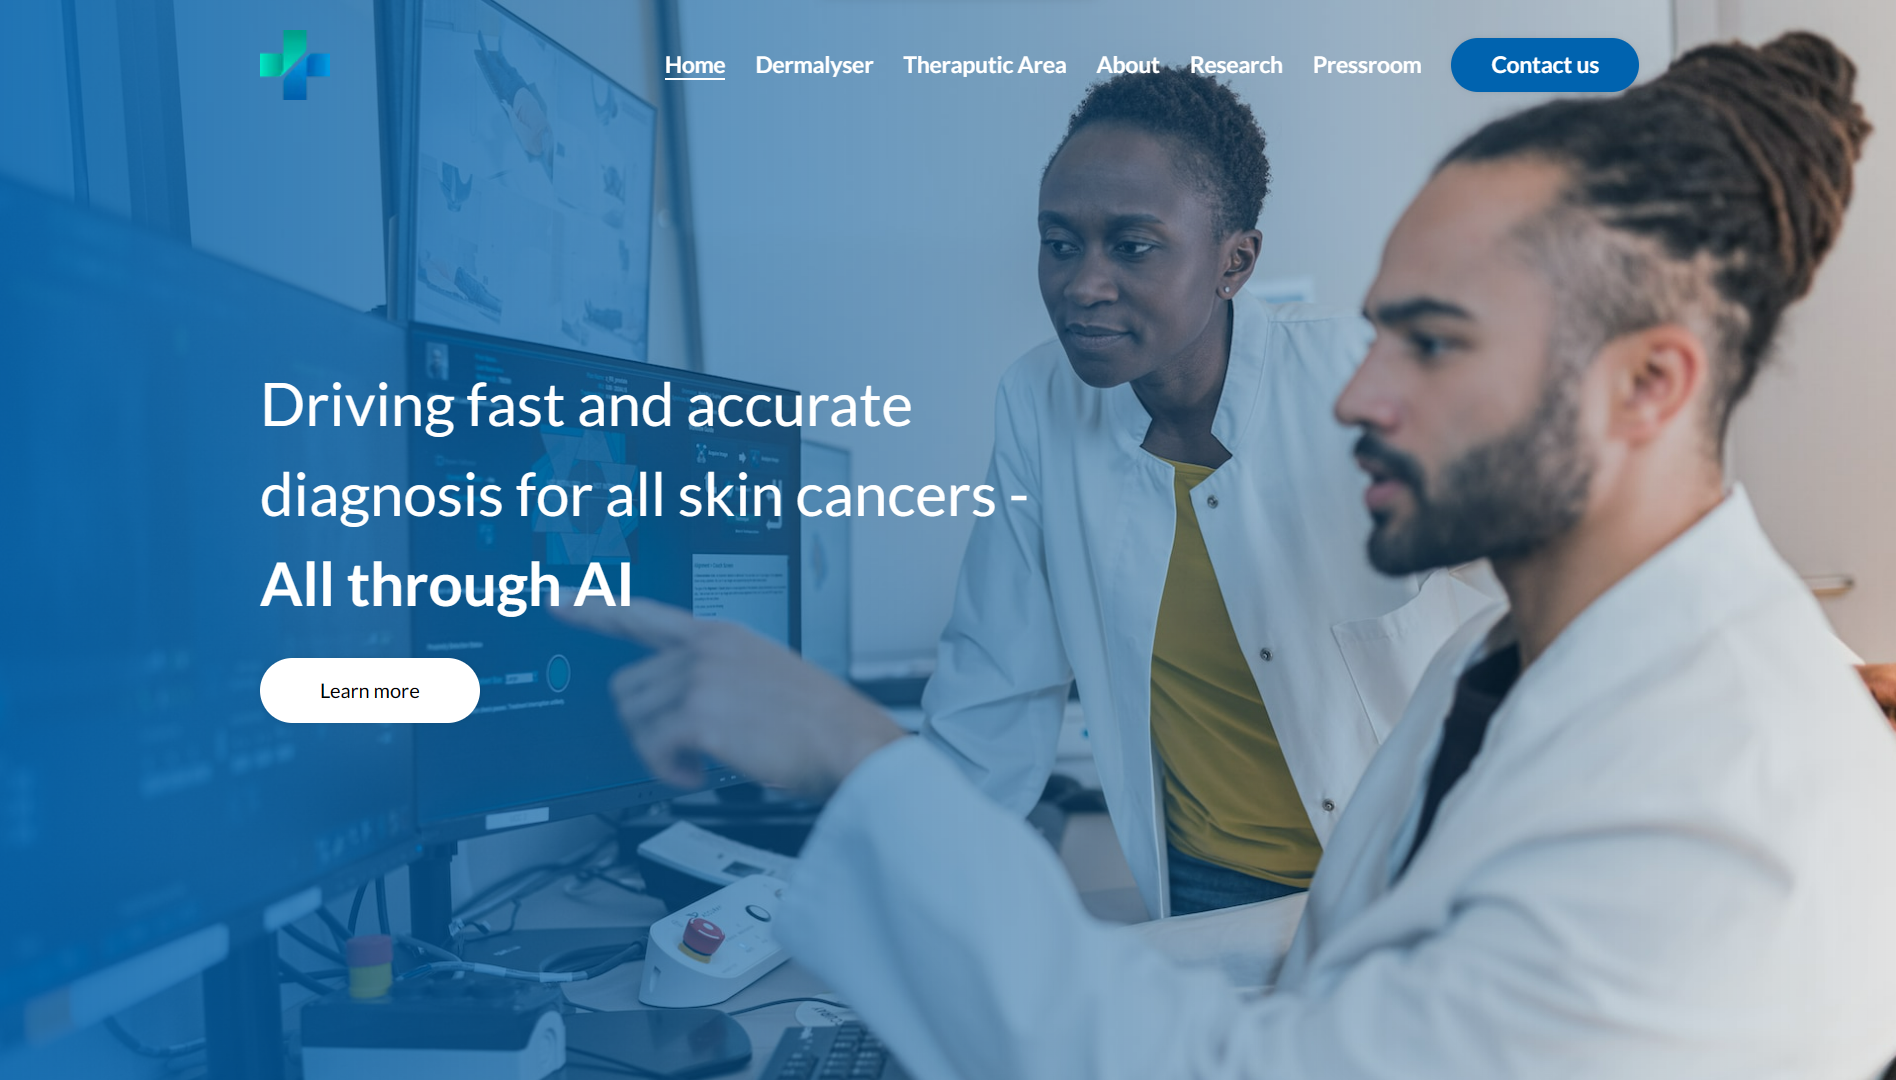 Home
Dermalyser
Theraputic Area
About
Research
Pressroom
Contact us
Driving fast and accurate
diagnosis for all skin cancers -
All through AI
Learn more